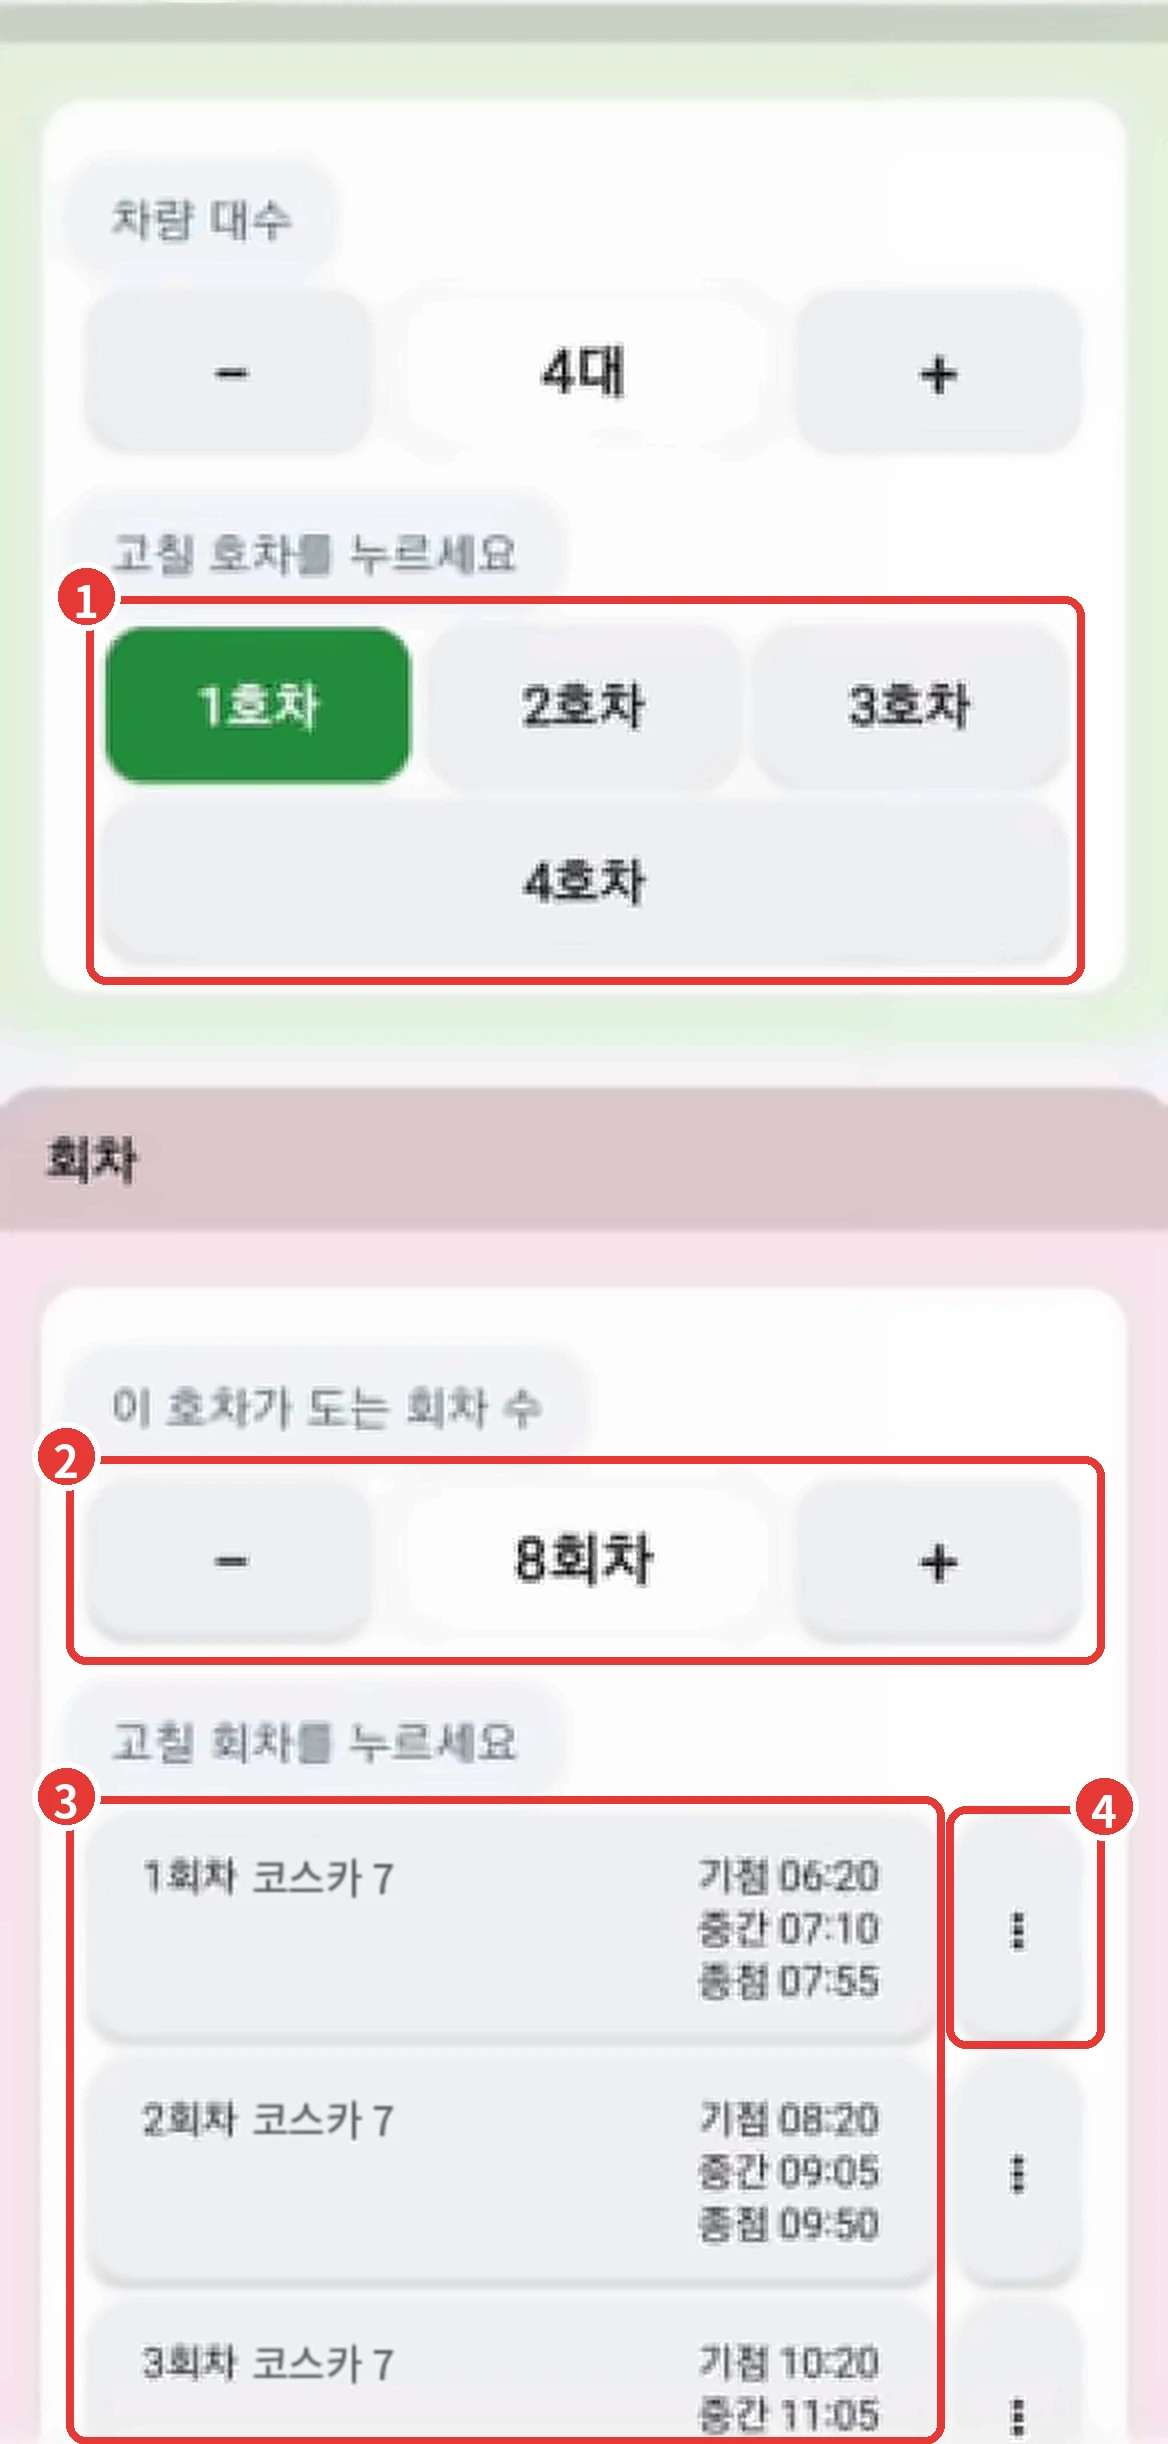 차량 대수
- 4대 +
고칠 호차를 누르세요
1
1호차 2호차 3호차
4호차
회차
이 호차가 도는 회차 수
2
- 8회차 +
고칠 회차를 누르세요
3 4
1회차 코스카 7 기점 06:20
중간 07:10
종점 07:55
2회차 코스카 7 기점 08:20
중간 09:05
종점 09:50
3회차 코스카 7 기점 10:20
중간 11:05